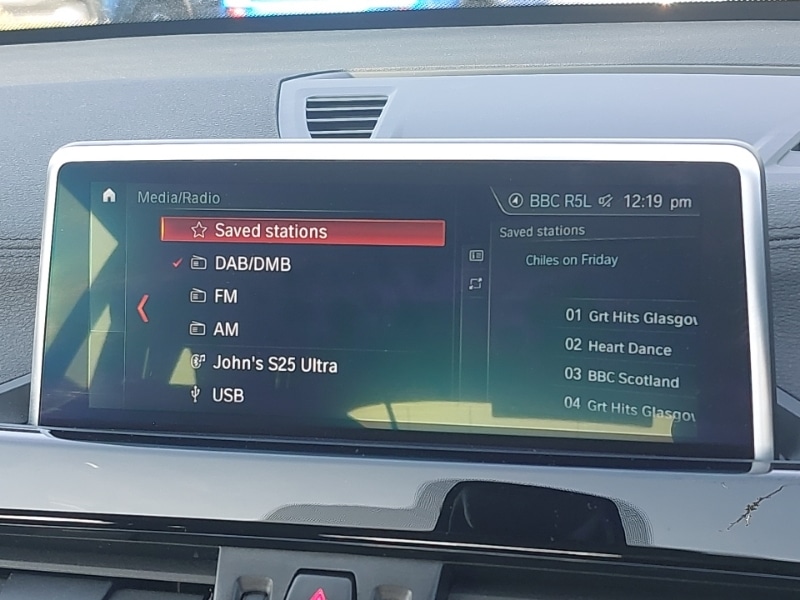 Media/Radio
BBC R5L 12:19 pm
Saved stations
DAB/DMB
FM
AM
John's S25 Ultra
USB
Saved stations
Chiles on Friday
01 Grt Hits Glasgov
02 Heart Dance
03 BBC Scotland
04 Grt Hits Glasgov